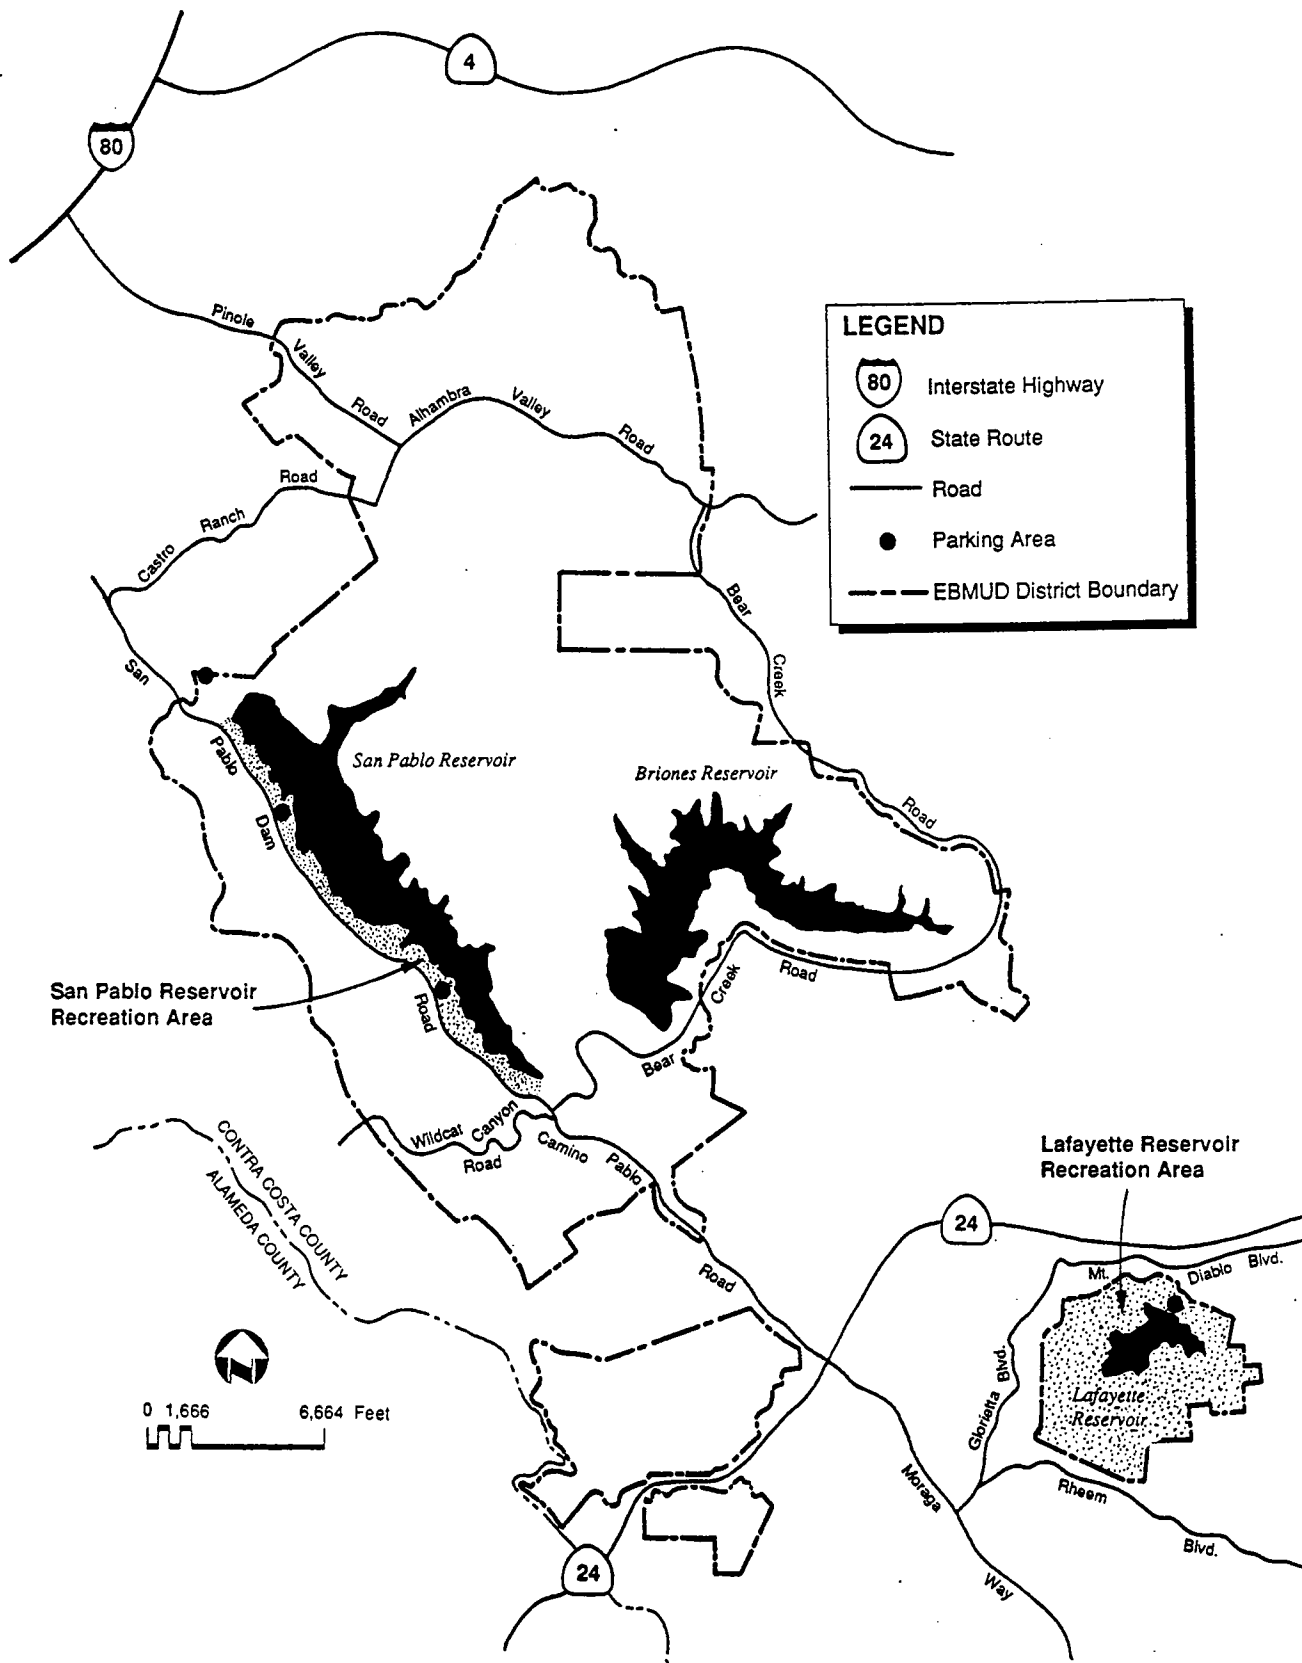 4
80
Pinole
Valley
Road
Alhambra
Valley
Road
LEGEND
80 Interstate Highway
24 State Route
Road
Parking Area
EBMUD District Boundary
Castro
Ranch
Road
Bear
Creek
Road
San
Pablo
Dam
Road
San Pablo Reservoir
Briones Reservoir
San Pablo Reservoir
Recreation Area
Creek
Road
Bear
Wildcat
Canyon
Road
Camino
Pablo
Road
CONTRA COSTA COUNTY
ALAMEDA COUNTY
Lafayette Reservoir
Recreation Area
24
Mt.
Diablo
Blvd.
Glorietta
Blvd.
Lafayette
Reservoir
N
0 1,666 6,664 Feet
Moraga
Way
Rheem
Blvd.
24